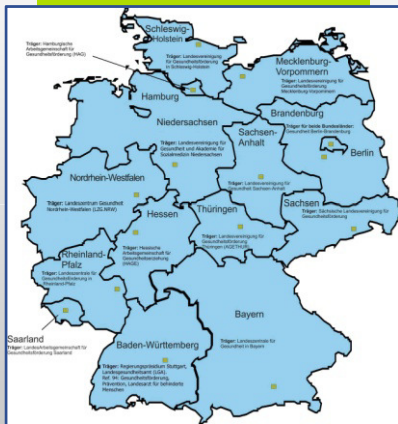 Schleswig-
Holstein
Träger: Hamburgische
Arbeitsgemeinschaft für
Gesundheitsförderung (HAG)
Träger: Landesvereinigung
für Gesundheitsförderung
in Schleswig-Holstein
Mecklenburg-
Vorpommern
Träger: Landesvereinigung für
Gesundheitsförderung
Mecklenburg-Vorpommern
Hamburg
Niedersachsen
Träger: Landesvereinigung für
Gesundheit und Akademie für
Sozialmedizin Niedersachsen
Brandenburg
Träger für beide Bundesländer:
Gesundheit Berlin-Brandenburg
Berlin
Sachsen-
Anhalt
Träger: Landesvereinigung für
Gesundheit Sachsen-Anhalt
Nordrhein-Westfalen
Träger: Landeszentrum Gesundheit
Nordrhein-Westfalen (LZG.NRW)
Hessen
Träger: Hessische
Arbeitsgemeinschaft für
Gesundheitserziehung
(HAGE)
Thüringen
Träger: Landesvereinigung für
Gesundheitsförderung
Thüringen (AGETHUR)
Sachsen
Träger: Sächsische Landesvereinigung für
Gesundheitsförderung
Rheinland-
Pfalz
Träger: Landeszentrale für
Gesundheitsförderung in
Rheinland-Pfalz
Saarland
Träger: LandesArbeitsgemeinschaft für
Gesundheitsförderung Saarland
Baden-Württemberg
Träger: Regierungspräsidium Stuttgart,
Landesgesundheitsamt (LGA)
Ref. 94: Gesundheitsförderung,
Prävention, Landesarzt für behinderte
Menschen
Bayern
Träger: Landeszentrale für
Gesundheit in Bayern